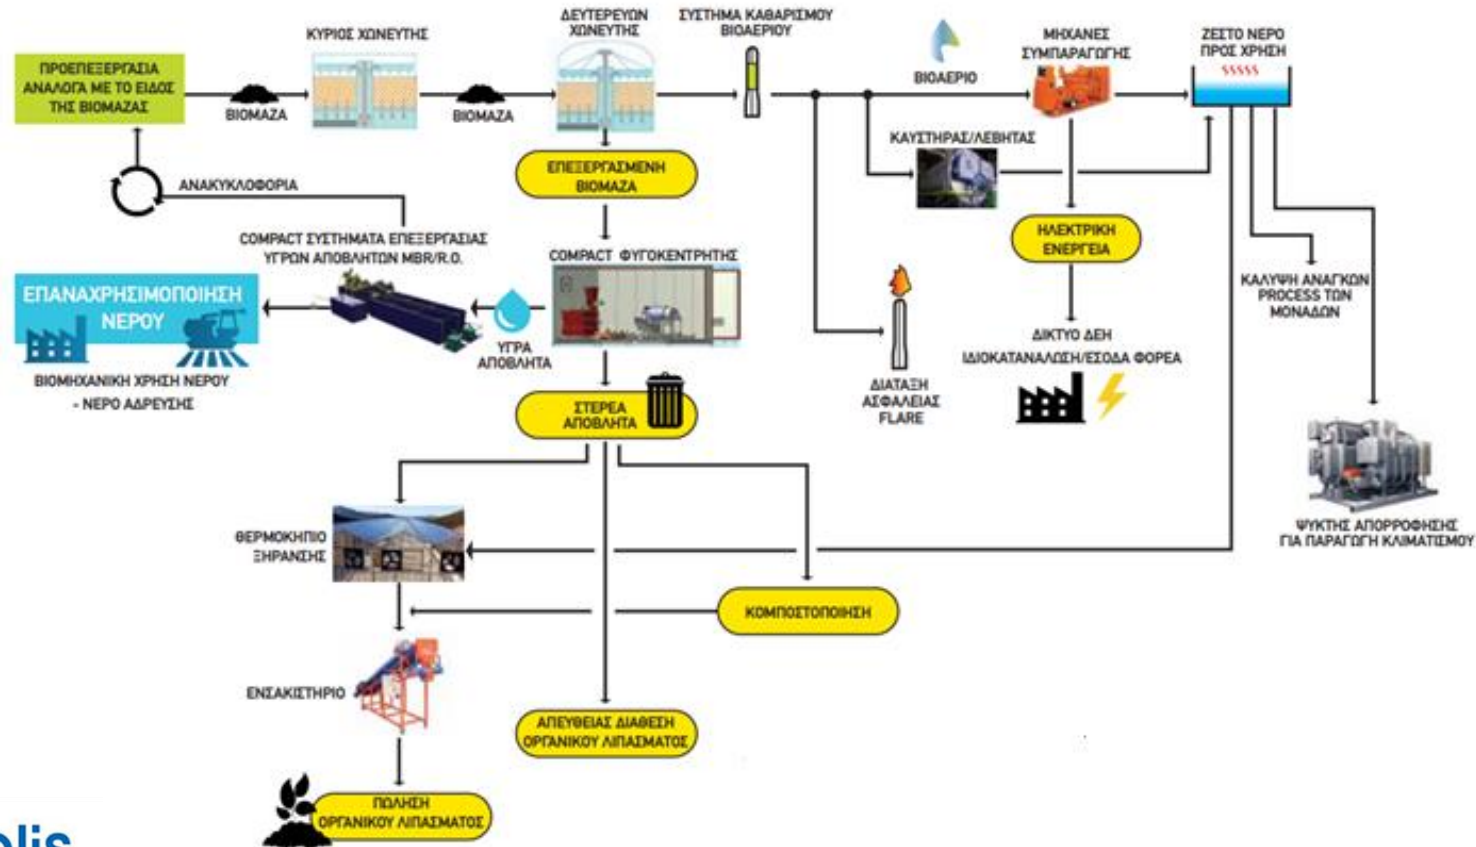 ΠΡΟΕΠΕΞΕΡΓΑΣΙΑ
ΑΝΑΛΟΓΑ ΜΕ ΤΟ ΕΙΔΟΣ
ΤΗΣ ΒΙΟΜΑΖΑΣ
ΒΙΟΜΑΖΑ
ΚΥΡΙΟΣ ΧΩΝΕΥΤΗΣ
ΒΙΟΜΑΖΑ
ΔΕΥΤΕΡΕΥΩΝ
ΧΩΝΕΥΤΗΣ
ΣΥΣΤΗΜΑ ΚΑΘΑΡΙΣΜΟΥ
ΒΙΟΑΕΡΙΟΥ
ΒΙΟΑΕΡΙΟ
ΜΗΧΑΝΕΣ
ΣΥΜΠΑΡΑΓΩΓΗΣ
ΖΕΣΤΟ ΝΕΡΟ
ΠΡΟΣ ΧΡΗΣΗ
ΚΑΥΣΤΗΡΑΣ/ΛΕΒΗΤΑΣ
ΕΠΕΞΕΡΓΑΣΜΕΝΗ
ΒΙΟΜΑΖΑ
ΑΝΑΚΥΚΛΟΦΟΡΙΑ
COMPACT ΣΥΣΤΗΜΑΤΑ ΕΠΕΞΕΡΓΑΣΙΑΣ
ΥΓΡΩΝ ΑΠΟΒΛΗΤΩΝ MBR/R.O.
COMPACT ΦΥΓΟΚΕΝΤΡΗΤΗΣ
ΗΛΕΚΤΡΙΚΗ
ΕΝΕΡΓΕΙΑ
ΕΠΑΝΑΧΡΗΣΙΜΟΠΟΙΗΣΗ
ΝΕΡΟΥ
ΒΙΟΜΗΧΑΝΙΚΗ ΧΡΗΣΗ ΝΕΡΟΥ
- ΝΕΡΟ ΑΔΡΕΥΣΗΣ
ΥΓΡΑ
ΑΠΟΒΛΗΤΑ
ΚΑΛΥΨΗ ΑΝΑΓΚΩΝ
PROCESS ΤΩΝ
ΜΟΝΑΔΩΝ
ΔΙΚΤΥΟ ΔΕΗ
ΙΔΙΟΚΑΤΑΝΑΛΩΣΗ/ΕΣΟΔΑ ΦΟΡΕΑ
ΔΙΑΤΑΞΗ
ΑΣΦΑΛΕΙΑΣ
FLARE
ΣΤΕΡΕΑ
ΑΠΟΒΛΗΤΑ
ΘΕΡΜΟΚΗΠΙΟ
ΞΗΡΑΝΣΗΣ
ΨΥΚΤΗΣ ΑΠΟΡΡΟΦΗΣΗΣ
ΓΙΑ ΠΑΡΑΓΩΓΗ ΚΛΙΜΑΤΙΣΜΟΥ
ΚΟΜΠΟΣΤΟΠΟΙΗΣΗ
ΕΝΣΑΚΙΣΤΗΡΙΟ
ΑΠΕΥΘΕΙΑΣ ΔΙΑΘΕΣΗ
ΟΡΓΑΝΙΚΟΥ ΛΙΠΑΣΜΑΤΟΣ
ΠΩΛΗΣΗ
ΟΡΓΑΝΙΚΟΥ ΛΙΠΑΣΜΑΤΟΣ